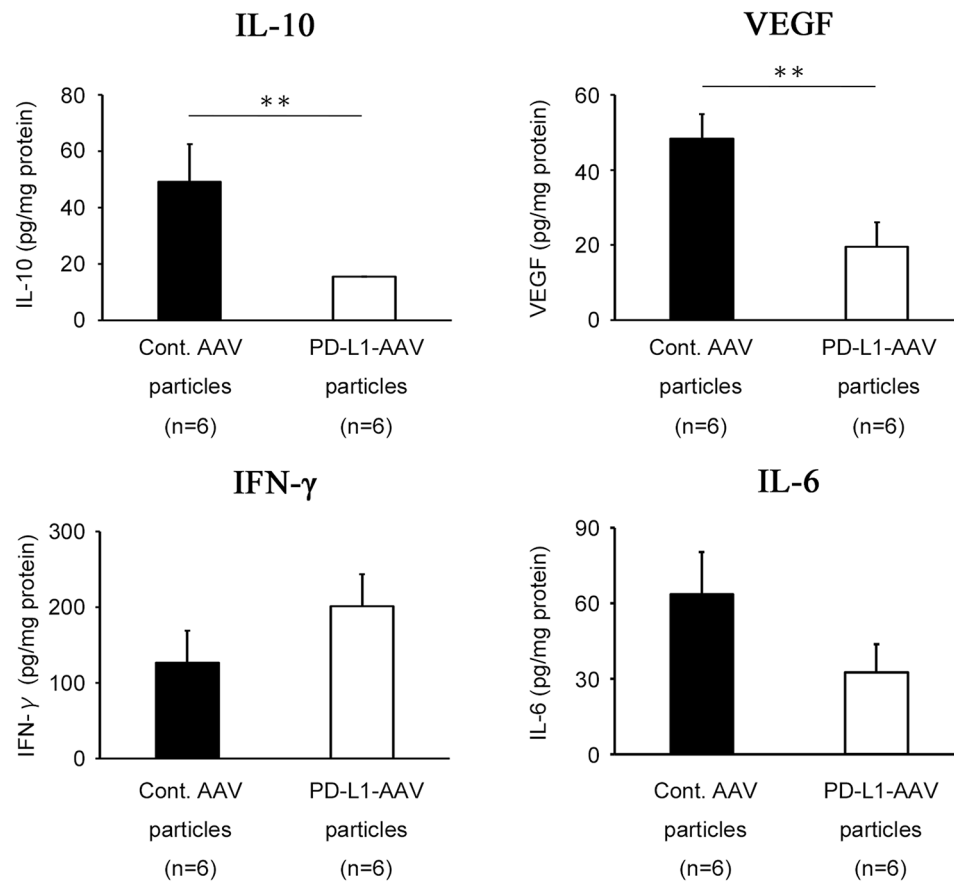 IL-10
IL-10 (pg/mg protein)
80
60
40
20
0
**
Cont. AAV particles (n=6)
PD-L1-AAV particles (n=6)
VEGF
VEGF (pg/mg protein)
60
40
20
0
**
Cont. AAV particles (n=6)
PD-L1-AAV particles (n=6)
IFN-γ
IFN-γ (pg/mg protein)
300
200
100
0
Cont. AAV particles (n=6)
PD-L1-AAV particles (n=6)
IL-6
IL-6 (pg/mg protein)
90
60
30
0
Cont. AAV particles (n=6)
PD-L1-AAV particles (n=6)